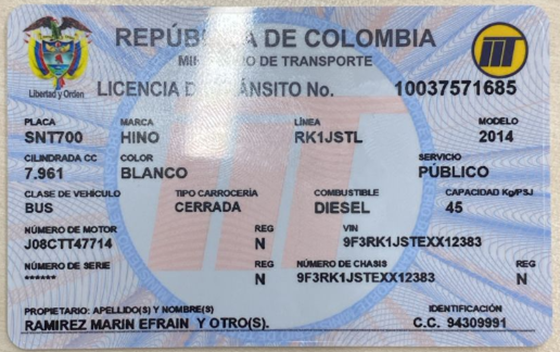 REPÚBLICA DE COLOMBIA
MINISTERIO DE TRANSPORTE
Libertad y Orden
LICENCIA DE TRÁNSITO No. 10037571685
PLACA MARCA LÍNEA MODELO
SNT700 HINO RK1JSTL 2014
CILINDRADA CC COLOR SERVICIO
7.961 BLANCO PÚBLICO
CLASE DE VEHÍCULO TIPO CARROCERÍA COMBUSTIBLE CAPACIDAD Kg/PSJ
BUS CERRADA DIESEL 45
NÚMERO DE MOTOR REG VIN
J08CTT47714 N 9F3RK1JSTEXX12383
NÚMERO DE SERIE REG NÚMERO DE CHASIS REG
****** N 9F3RK1JSTEXX12383 N
PROPIETARIO: APELLIDO(S) Y NOMBRE(S) IDENTIFICACIÓN
RAMIREZ MARIN EFRAIN Y OTRO(S). C.C. 94309991